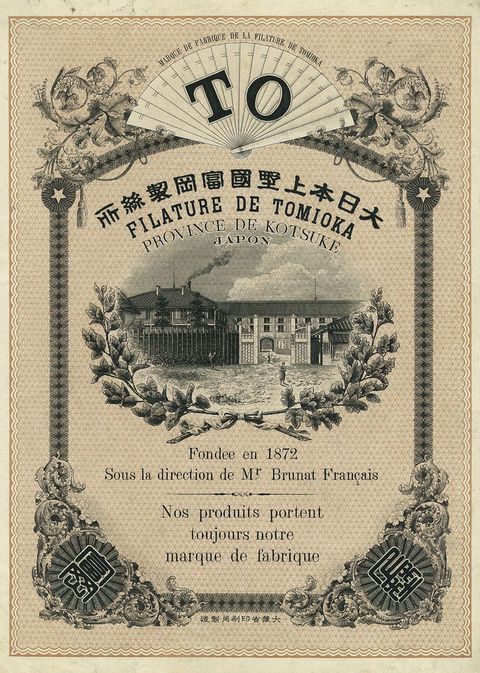 MARQUE DE FABRIQUE DE LA FILATURE DE TOMIOKA
TO
大日本上墅國富岡製絲所
FILATURE DE TOMIOKA
PROVINCE DE KOTSUKE
JAPON
Fondee en 1872
Sous la direction de Mr Brunat Français
Nos produits portent
toujours notre
marque de fabrique
大藏省印刷局製造